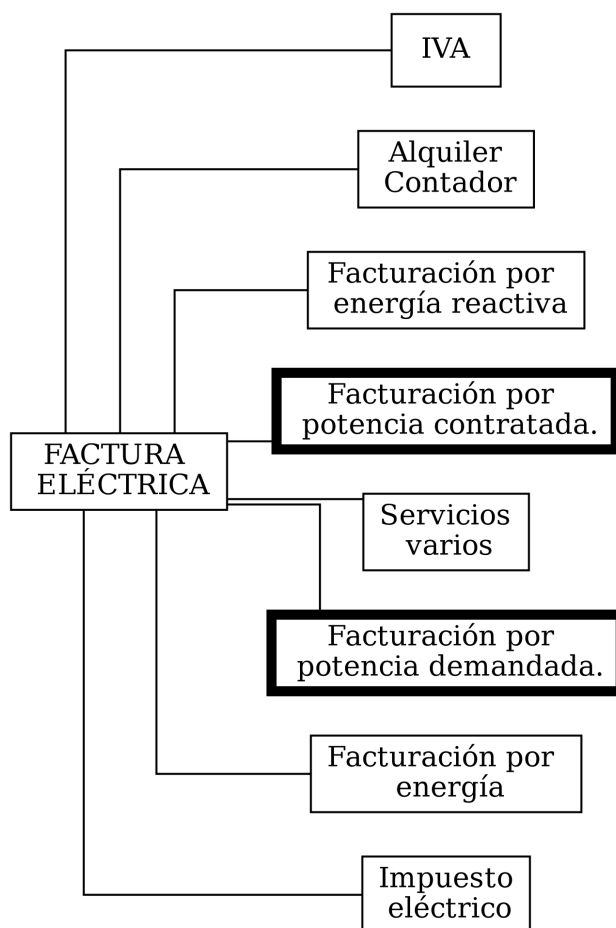 IVA
Alquiler
Contador
Facturación por
energía reactiva
Facturación por
potencia contratada.
FACTURA
ELÉCTRICA
Servicios
varios
Facturación por
potencia demandada.
Facturación por
energía
Impuesto
eléctrico